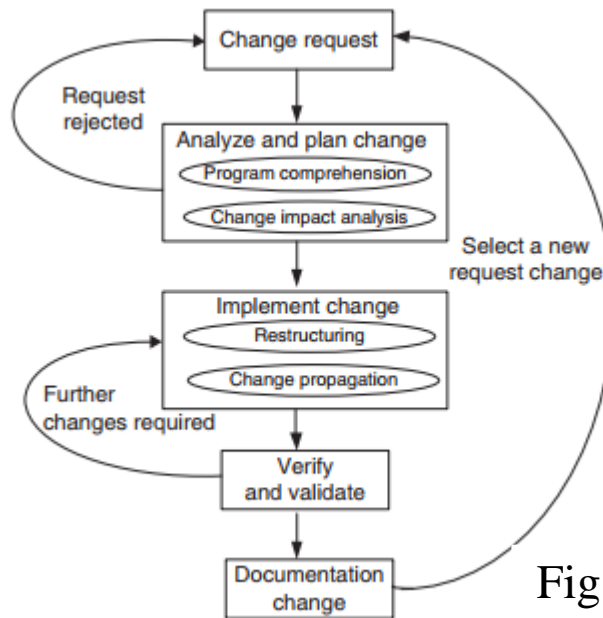 Change request
Request
rejected
Analyze and plan change
Program comprehension
Change impact analysis
Select a new
request change
Implement change
Restructuring
Change propagation
Further
changes required
Verify
and validate
Documentation
change
Fig